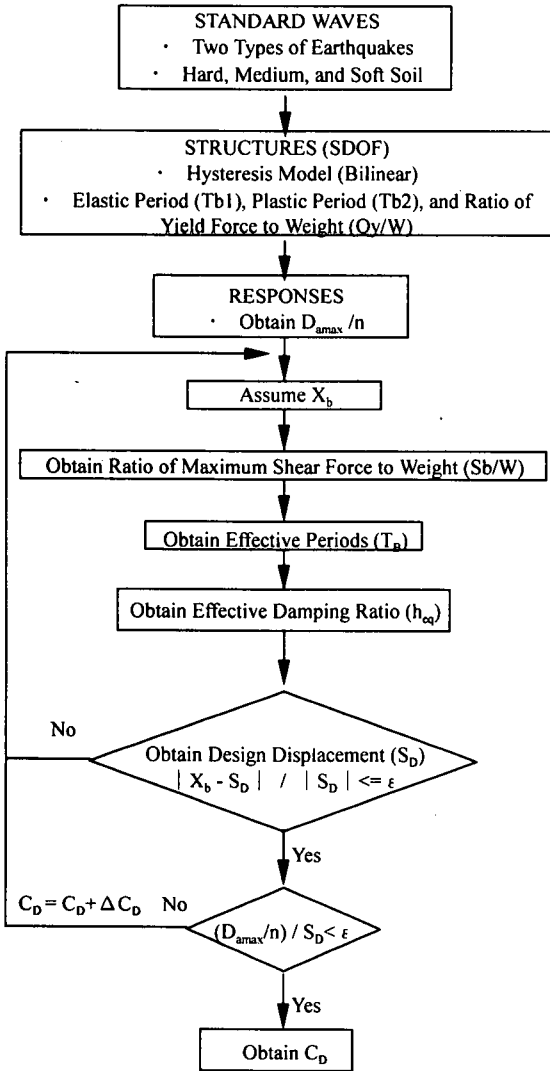 STANDARD WAVES
· Two Types of Earthquakes
· Hard, Medium, and Soft Soil
STRUCTURES (SDOF)
· Hysteresis Model (Bilinear)
· Elastic Period (Tb1), Plastic Period (Tb2), and Ratio of
Yield Force to Weight (Qy/W)
RESPONSES
· Obtain D_amax /n
Assume X_b
Obtain Ratio of Maximum Shear Force to Weight (Sb/W)
Obtain Effective Periods (T_B)
Obtain Effective Damping Ratio (h_eq)
No
Obtain Design Displacement (S_D)
| X_b - S_D | / | S_D | <= ε
Yes
C_D = C_D + Δ C_D No
(D_amax/n) / S_D < ε
Yes
Obtain C_D